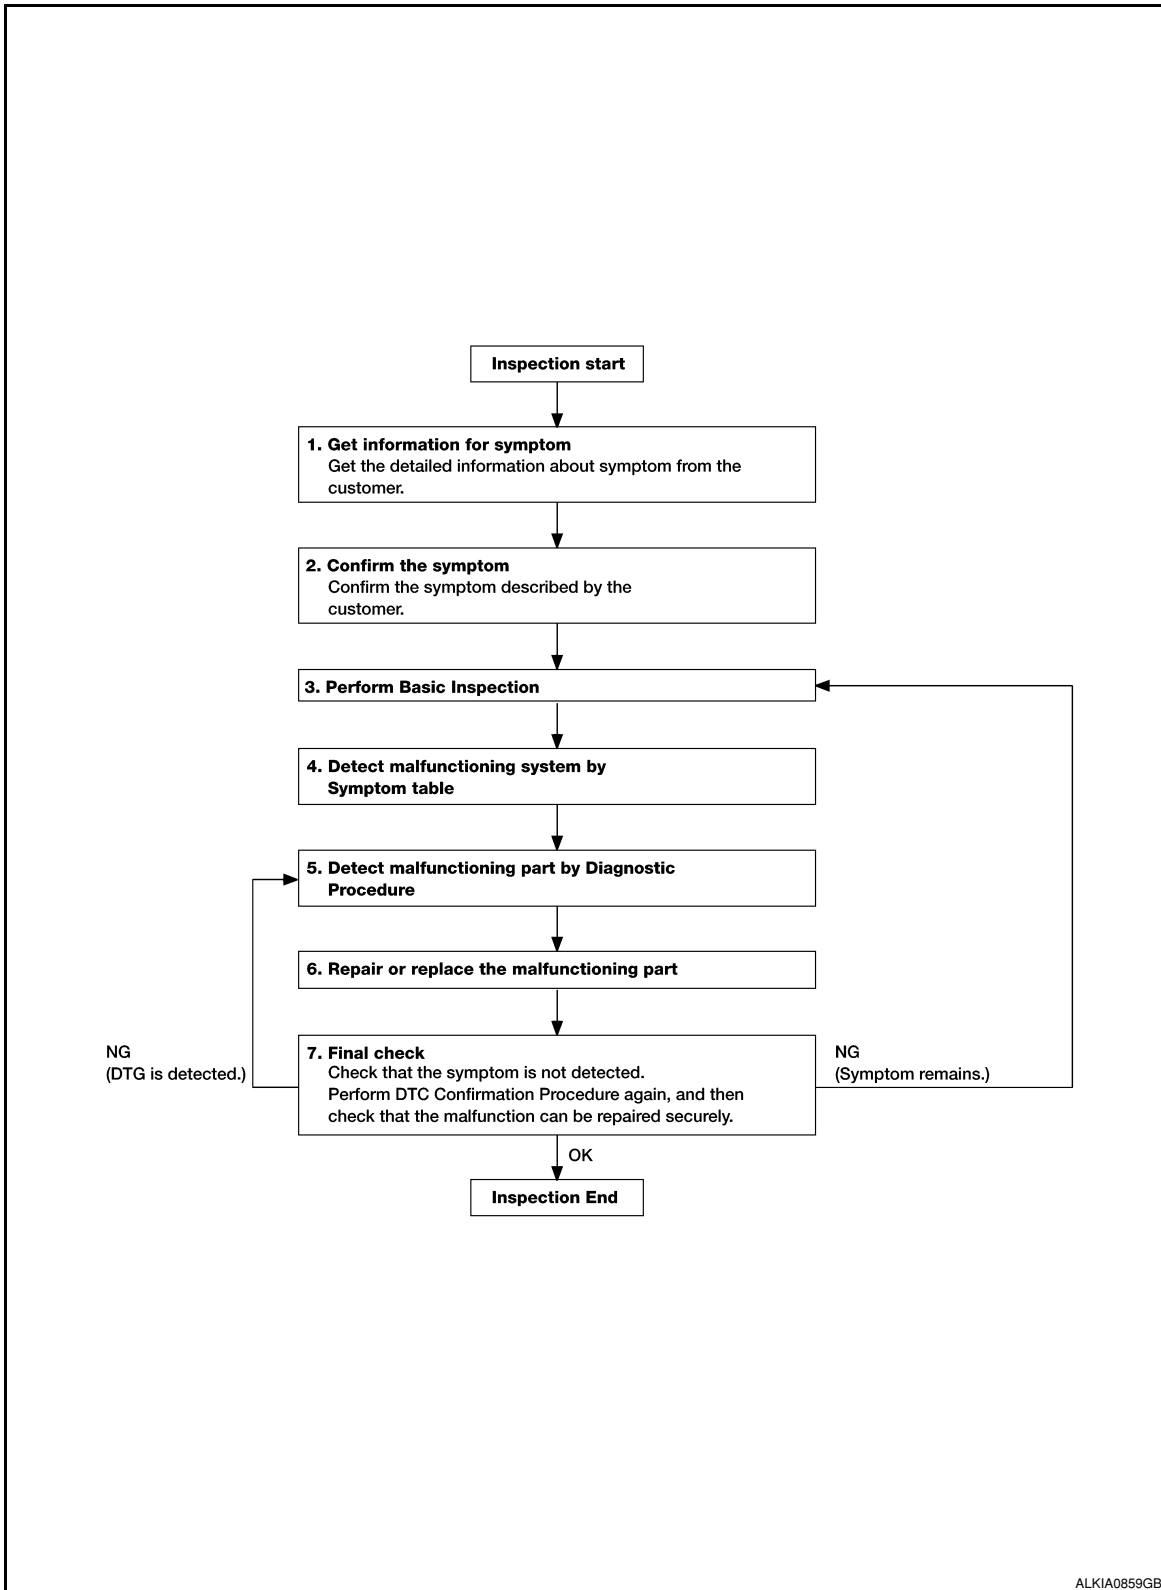 Inspection start
1. Get information for symptom
Get the detailed information about symptom from the
customer.
2. Confirm the symptom
Confirm the symptom described by the
customer.
3. Perform Basic Inspection
4. Detect malfunctioning system by
Symptom table
5. Detect malfunctioning part by Diagnostic
Procedure
6. Repair or replace the malfunctioning part
NG
(DTG is detected.)
7. Final check
Check that the symptom is not detected.
Perform DTC Confirmation Procedure again, and then
check that the malfunction can be repaired securely.
NG
(Symptom remains.)
OK
Inspection End
ALKIA0859GB